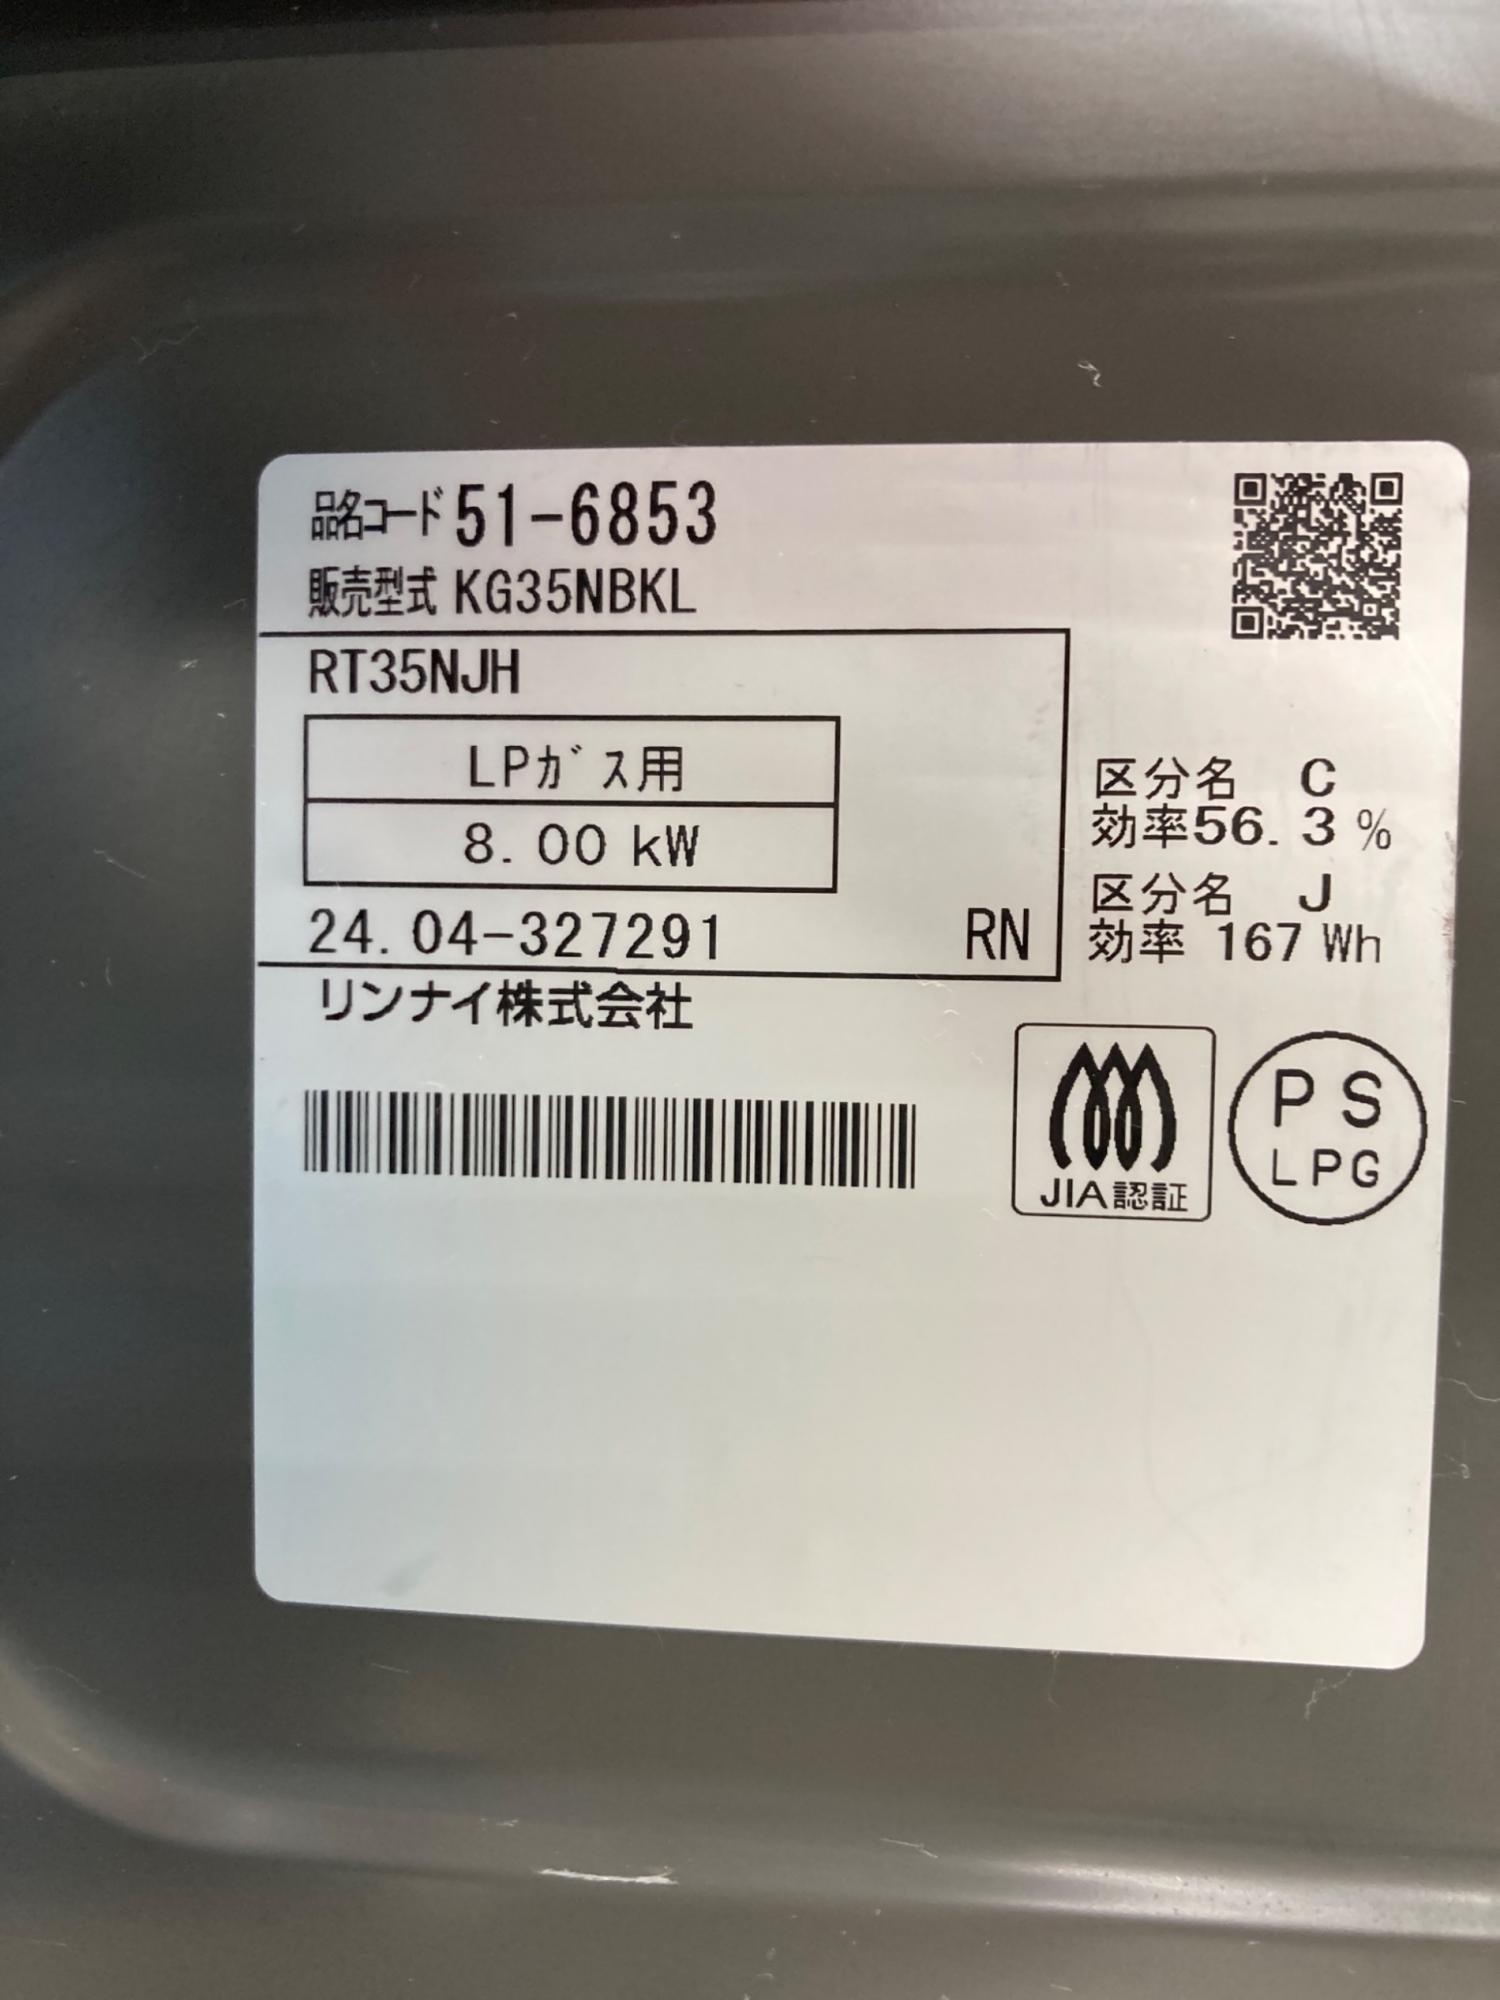 品名コード 51-6853
販売型式 KG35NBKL
RT35NJH
LPガス用
8.00 kW
24.04-327291 RN
リンナイ株式会社
区分名 C
効率56.3 %
区分名 J
効率 167 Wh
JIA認証
PS
LPG